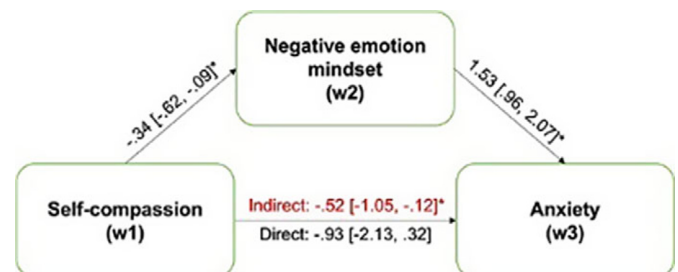 Negative emotion
mindset
(w2)
-.34 [-.62, -.09]*
1.53 [.96, 2.07]*
Self-compassion
(w1)
Indirect: -.52 [-1.05, -.12]*
Direct: -.93 [-2.13, .32]
Anxiety
(w3)